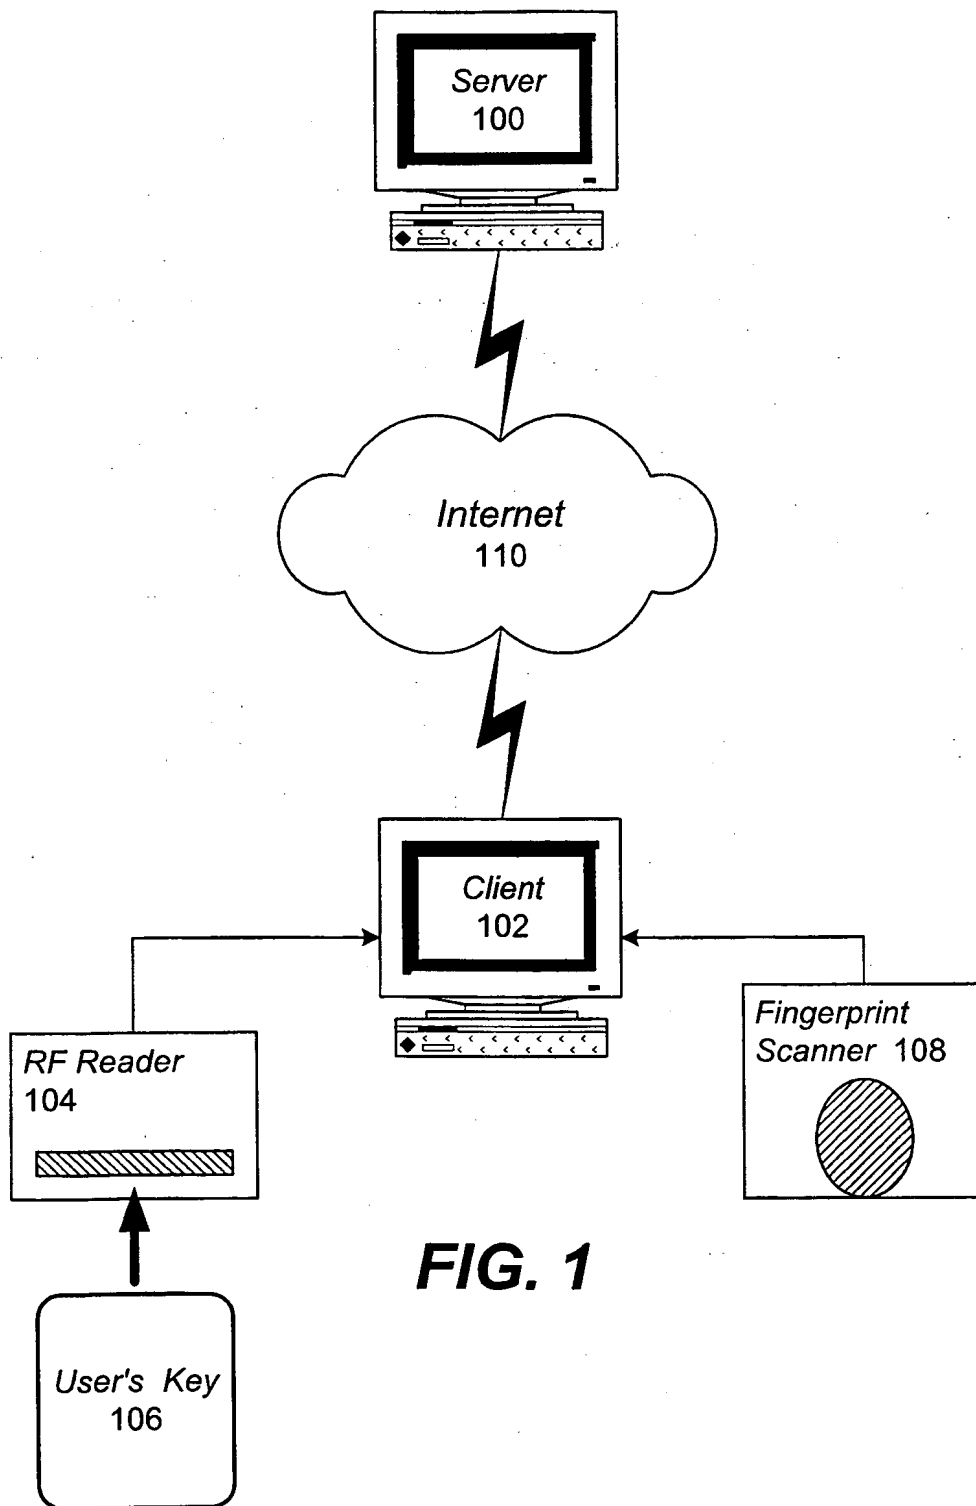 Server
100
Internet
110
Client
102
RF Reader
104
Fingerprint
Scanner 108
FIG. 1
User's Key
106